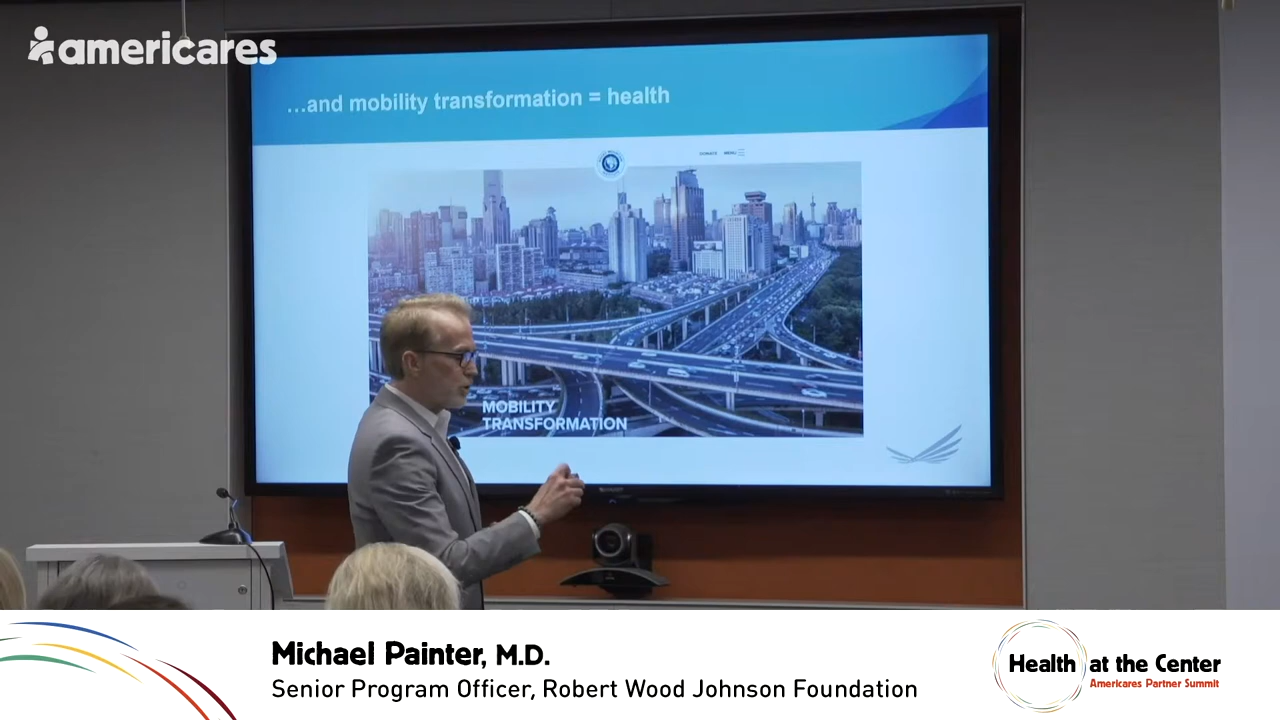 americares
…and mobility transformation = health
DONATE MENU
MOBILITY
TRANSFORMATION
Michael Painter, M.D.
Senior Program Officer, Robert Wood Johnson Foundation
Health at the Center
Americares Partner Summit